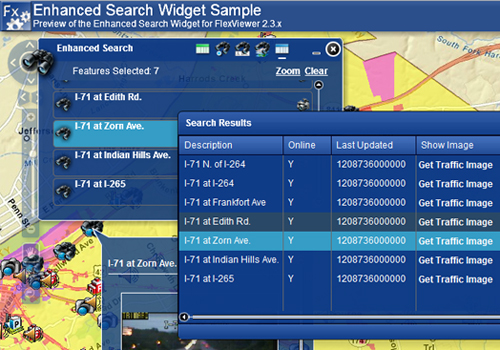 Fx
Enhanced Search Widget Sample
Preview of the Enhanced Search Widget for FlexViewer 2.3.x
Enhanced Search
Features Selected: 7
Zoom Clear
I-71 at Edith Rd.
I-71 at Zorn Ave.
I-71 at Indian Hills Ave.
I-71 at I-265
Search Results
Description Online Last Updated Show Image
I-71 N. of I-264 Y 1208736000000 Get Traffic Image
I-71 at I-264 Y 1208736000000 Get Traffic Image
I-71 at Frankfort Ave Y 1208736000000 Get Traffic Image
I-71 at Edith Rd. Y 1208736000000 Get Traffic Image
I-71 at Zorn Ave. Y 1208736000000 Get Traffic Image
I-71 at Indian Hills Ave. Y 1208736000000 Get Traffic Image
I-71 at I-265 Y 1208736000000 Get Traffic Image
I-71 at Zorn Ave.
South Fork Harr
Jeffers
Penn St